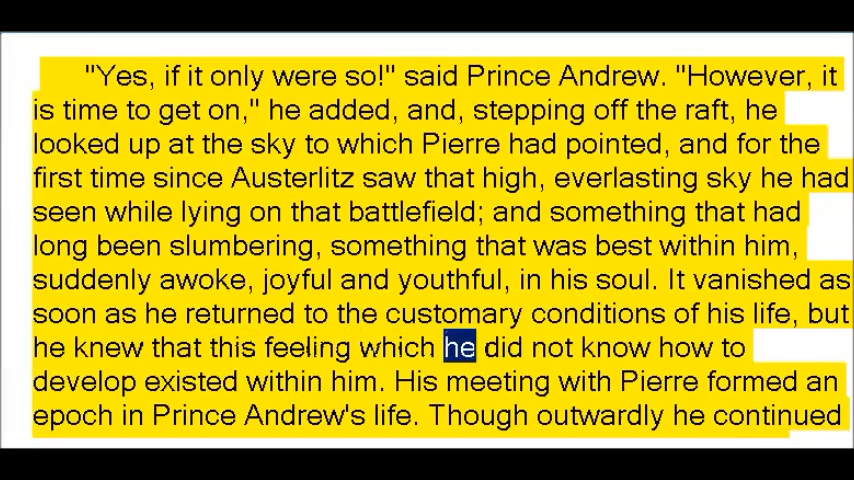 "Yes, if it only were so!" said Prince Andrew. "However, it
is time to get on," he added, and, stepping off the raft, he
looked up at the sky to which Pierre had pointed, and for the
first time since Austerlitz saw that high, everlasting sky he had
seen while lying on that battlefield; and something that had
long been slumbering, something that was best within him,
suddenly awoke, joyful and youthful, in his soul. It vanished as
soon as he returned to the customary conditions of his life, but
he knew that this feeling which he did not know how to
develop existed within him. His meeting with Pierre formed an
epoch in Prince Andrew's life. Though outwardly he continued